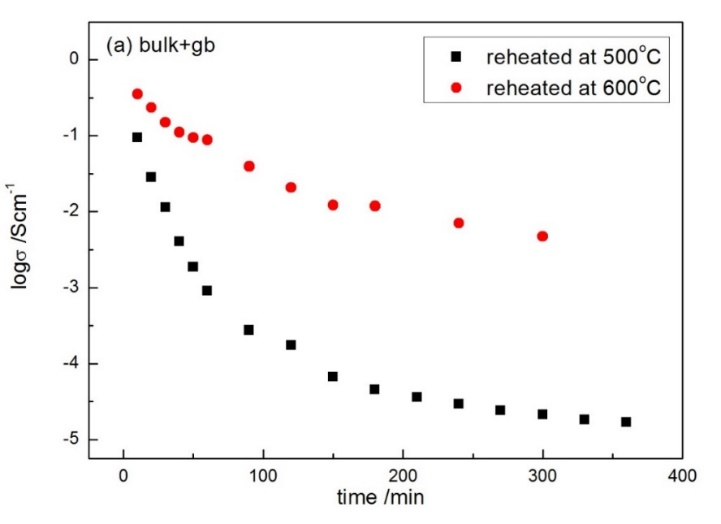 (a) bulk+gb
reheated at 500°C
reheated at 600°C
0
-1
-2
-3
-4
-5
logσ /Scm⁻¹
0 100 200 300 400
time /min